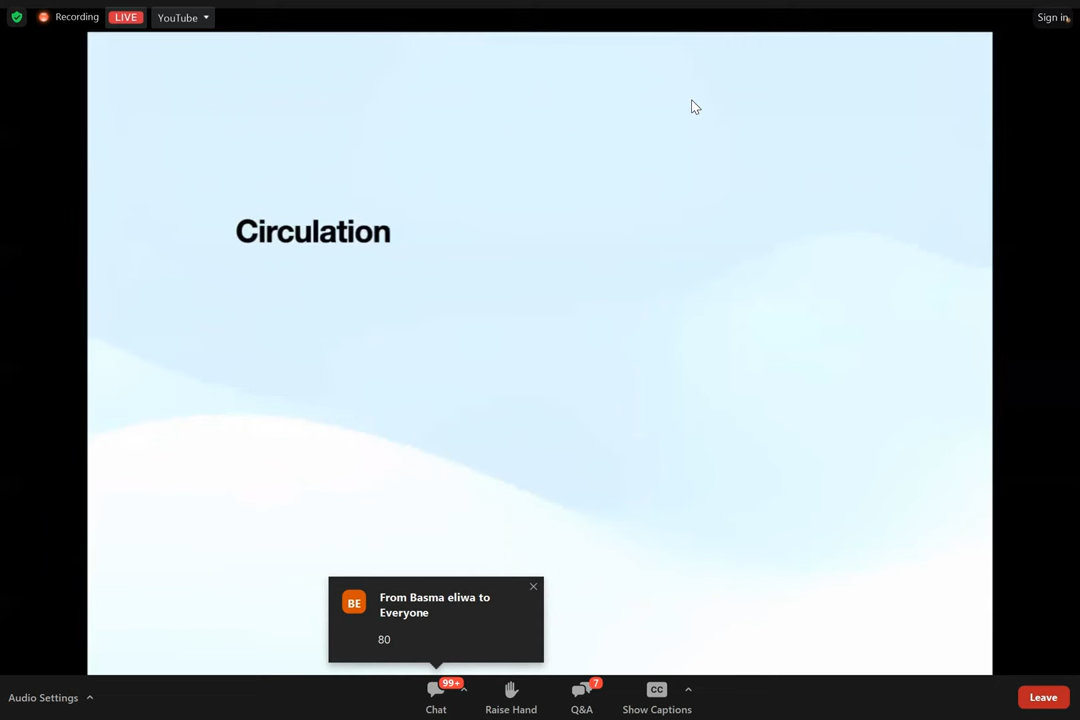 Recording LIVE YouTube Sign in
Circulation
BE From Basma eliwa to
Everyone
80
99+ 7 CC
Audio Settings Chat Raise Hand Q&A Show Captions Leave